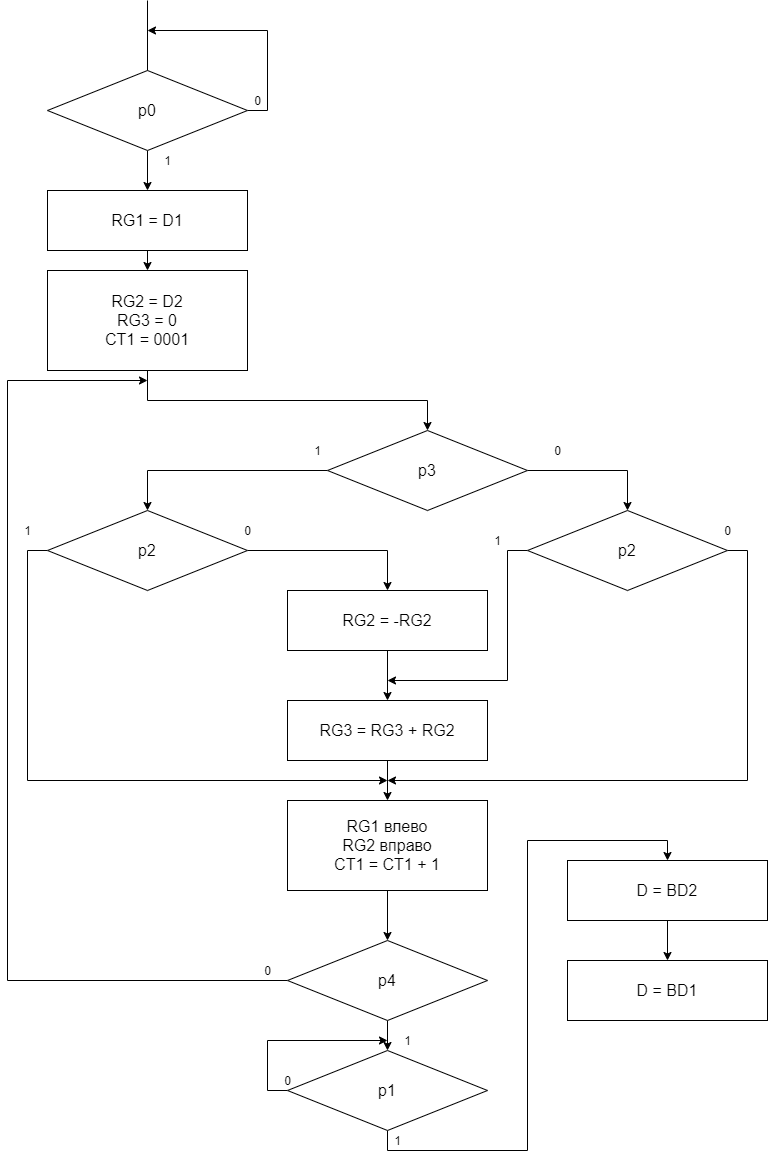 p0
0
1
RG1 = D1
RG2 = D2
RG3 = 0
CT1 = 0001
1
p3
0
1
p2
0
1
p2
0
RG2 = -RG2
RG3 = RG3 + RG2
RG1 влево
RG2 вправо
CT1 = CT1 + 1
D = BD2
0
p4
D = BD1
1
0
p1
1